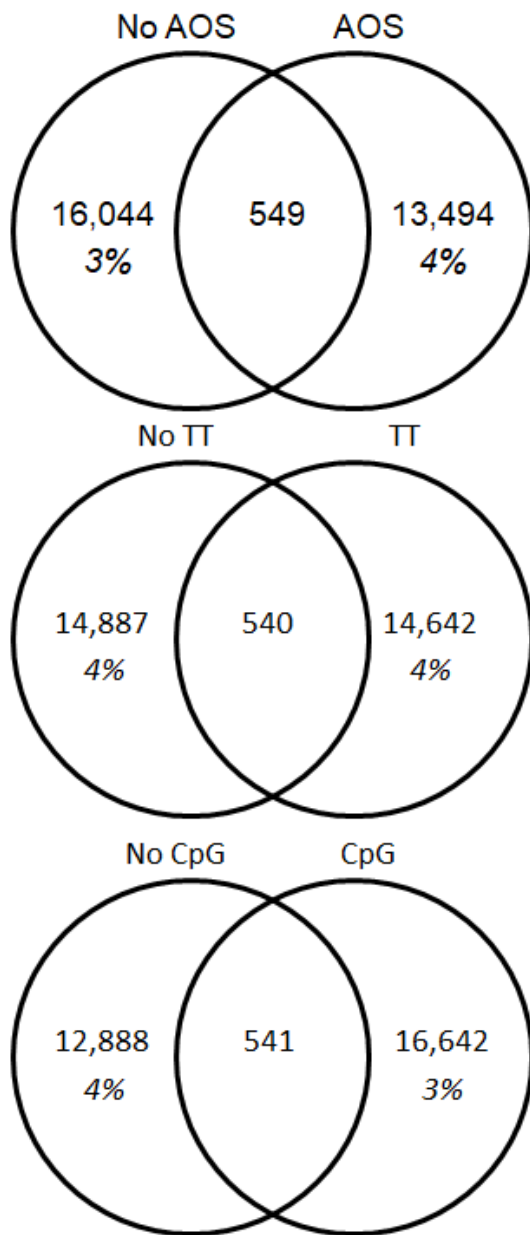 No AOS AOS
16,044 549 13,494
3% 4%
No TT TT
14,887 540 14,642
4% 4%
No CpG CpG
12,888 541 16,642
4% 3%